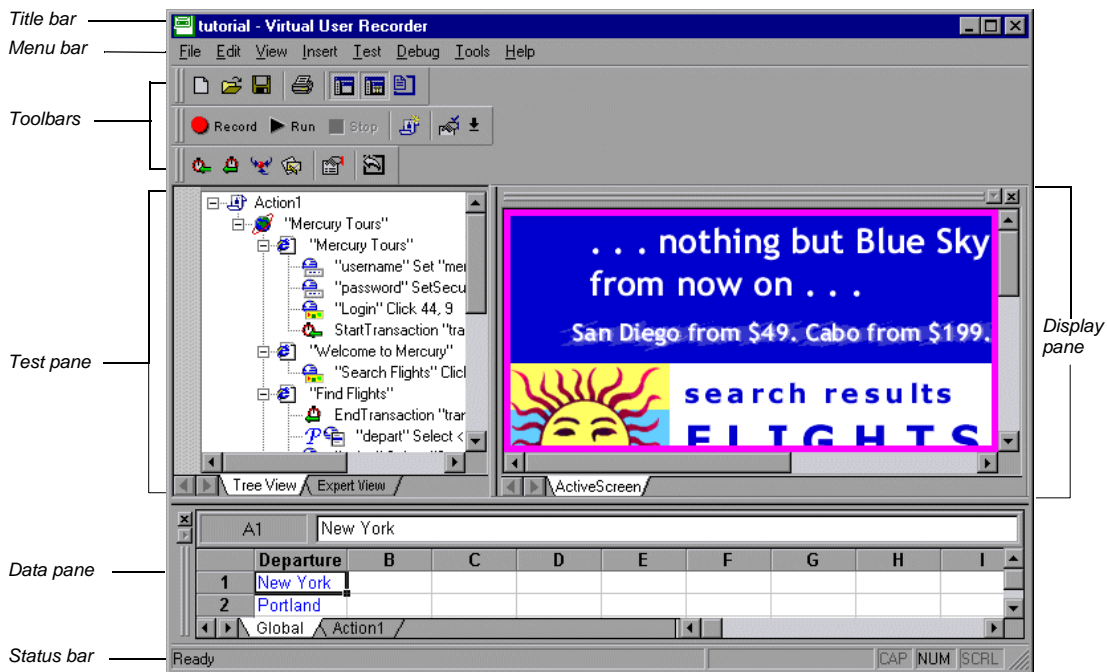 Title bar
tutorial - Virtual User Recorder
Menu bar
File Edit View Insert Test Debug Tools Help
Toolbars
Record Run Stop
Test pane
Action1
"Mercury Tours"
"Mercury Tours"
"username" Set "mer
"password" SetSecu
"Login" Click 44, 9
StartTransaction "tra
"Welcome to Mercury"
"Search Flights" Clicl
"Find Flights"
EndTransaction "tran
"depart" Select <
Tree View Expert View
. . . nothing but Blue Sky
from now on . . .
San Diego from $49. Cabo from $199.
search results
FLIGHTS
ActiveScreen
Display
pane
Data pane
A1 New York
Departure B C D E F G H I
1 New York
2 Portland
Global Action1
Status bar
Ready CAP NUM SCRL